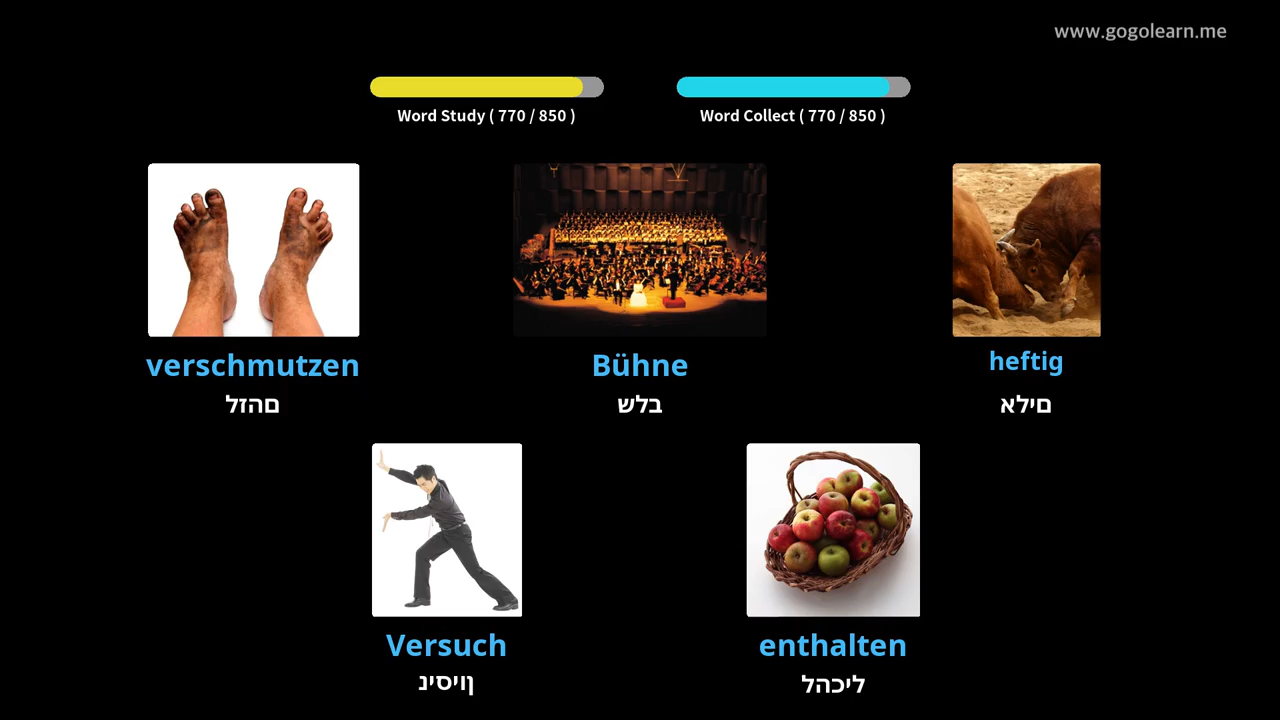 www.gogolearn.me
Word Study ( 770 / 850 )
Word Collect ( 770 / 850 )
verschmutzen
םהזל
Bühne
בלש
heftig
םילא
Versuch
ןויסינ
enthalten
ליכהל